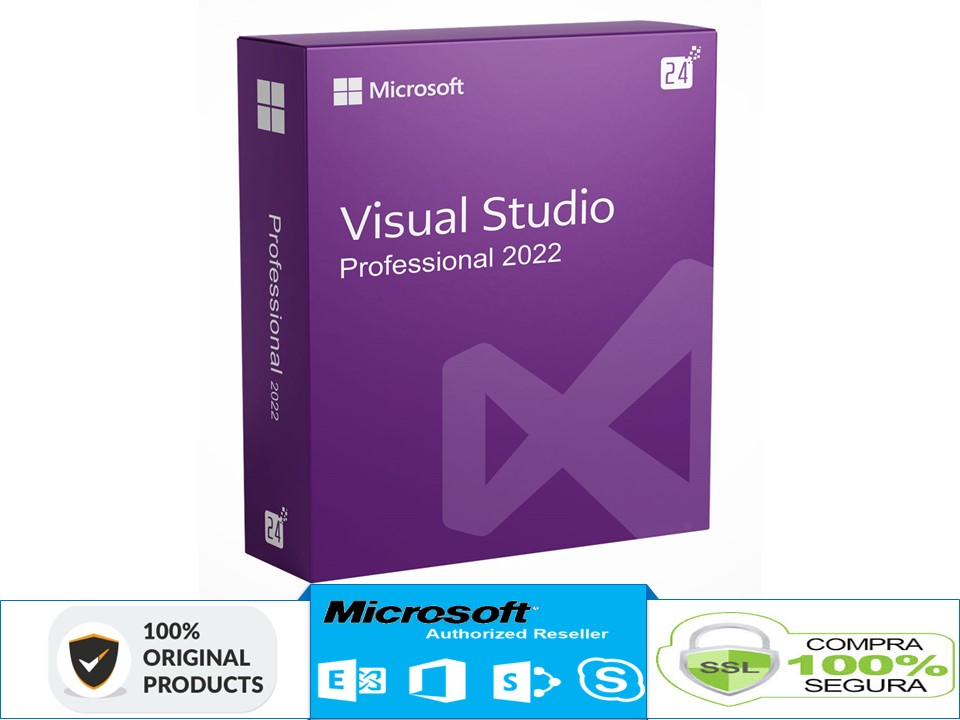 Microsoft
24
Visual Studio
Professional 2022
Professional 2022
24
100%
ORIGINAL
PRODUCTS
Microsoft
Authorized Reseller
E
S
S
SSL
COMPRA
100%
SEGURA